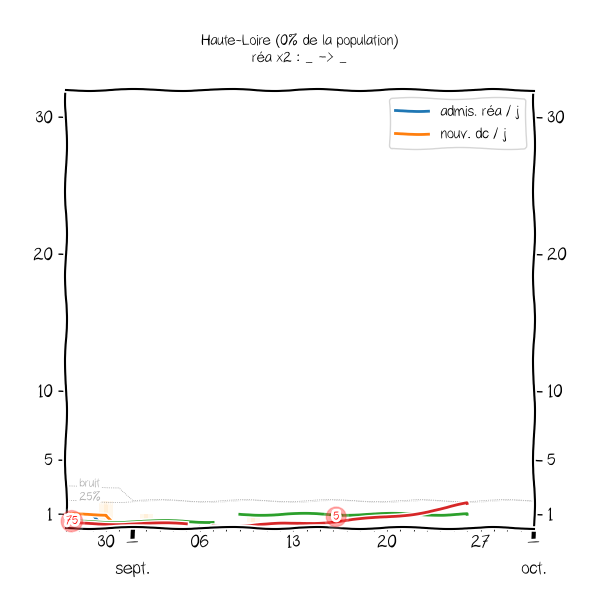 Haute-Loire (0% de la population)
réa x2 : _ -> _
admis. réa / j
nouv. dc / j
30
30
20
20
10
10
5
5
bruit
25%
1
1
75
5
30
06
13
20
27
sept.
oct.